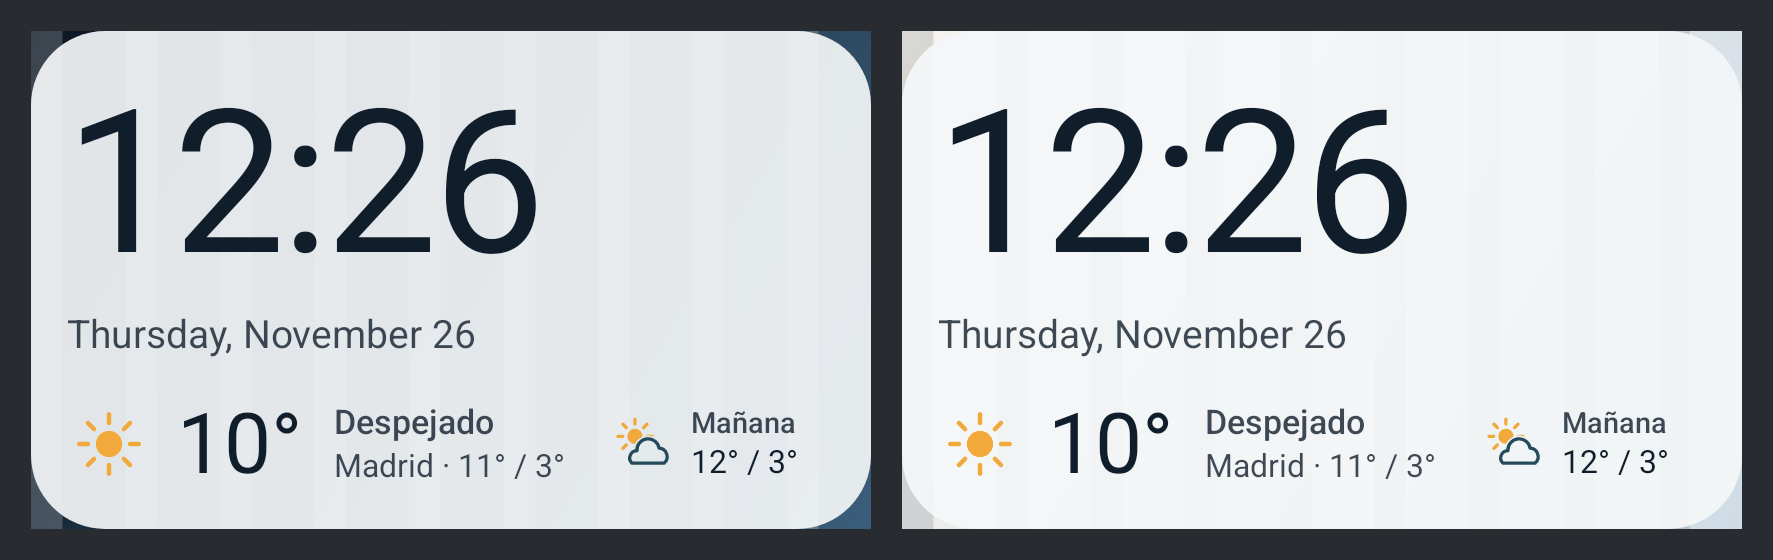 12:26
Thursday, November 26
10°
Despejado
Madrid · 11° / 3°
Mañana
12° / 3°
12:26
Thursday, November 26
10°
Despejado
Madrid · 11° / 3°
Mañana
12° / 3°